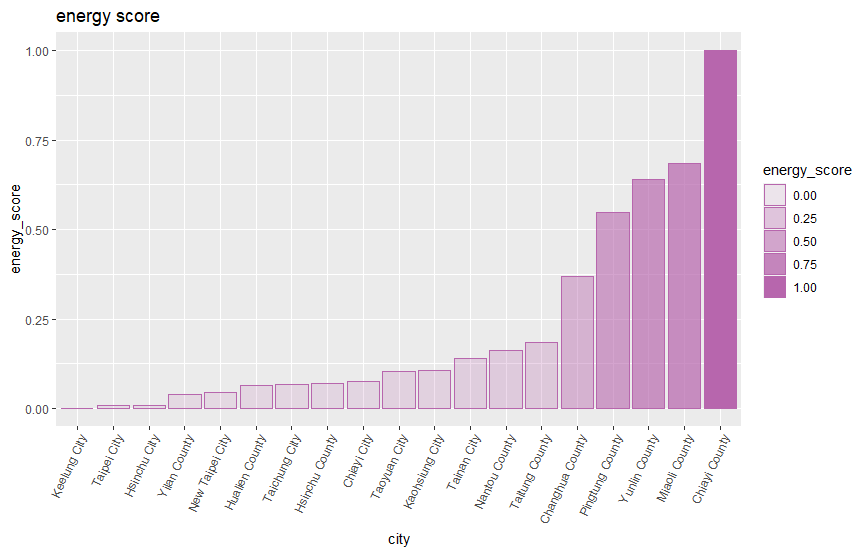 energy score
1.00
0.75
0.50
0.25
0.00
energy_score
Keelung City
Taipei City
Hsinchu City
Yilan County
New Taipei City
Hualien County
Taichung City
Hsinchu County
Chiayi City
Taoyuan City
Kaohsiung City
Tainan City
Nantou County
Taitung County
Changhua County
Pingtung County
Yunlin County
Miaoli County
Chiayi County
city
energy_score
0.00
0.25
0.50
0.75
1.00